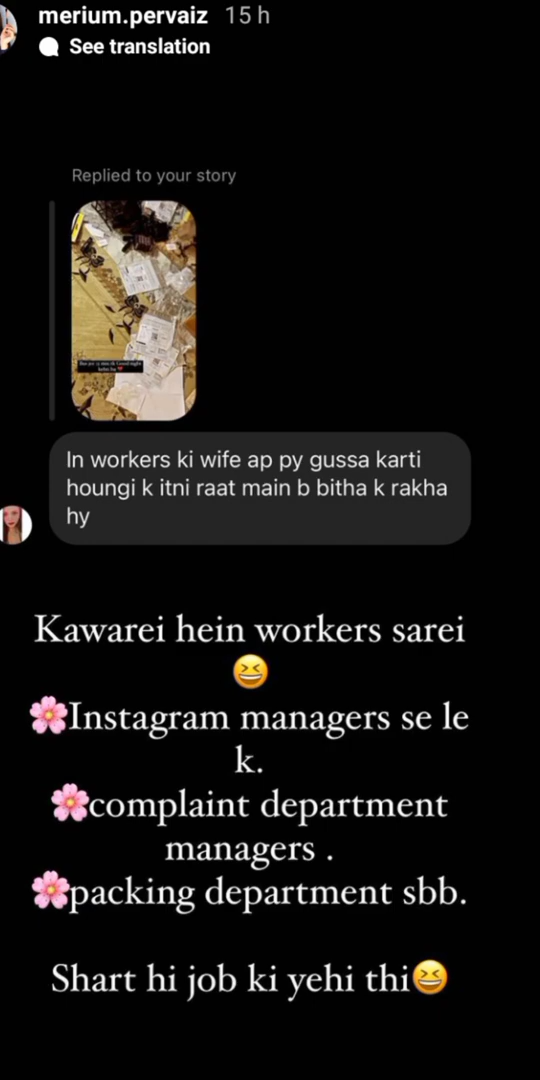 merium.pervaiz 15 h
See translation
Replied to your story
In workers ki wife ap py gussa karti
houngi k itni raat main b bitha k rakha
hy
Kawarei hein workers sarei
😆
🌸Instagram managers se le
k.
🌸complaint department
managers .
🌸packing department sbb.
Shart hi job ki yehi thi😆